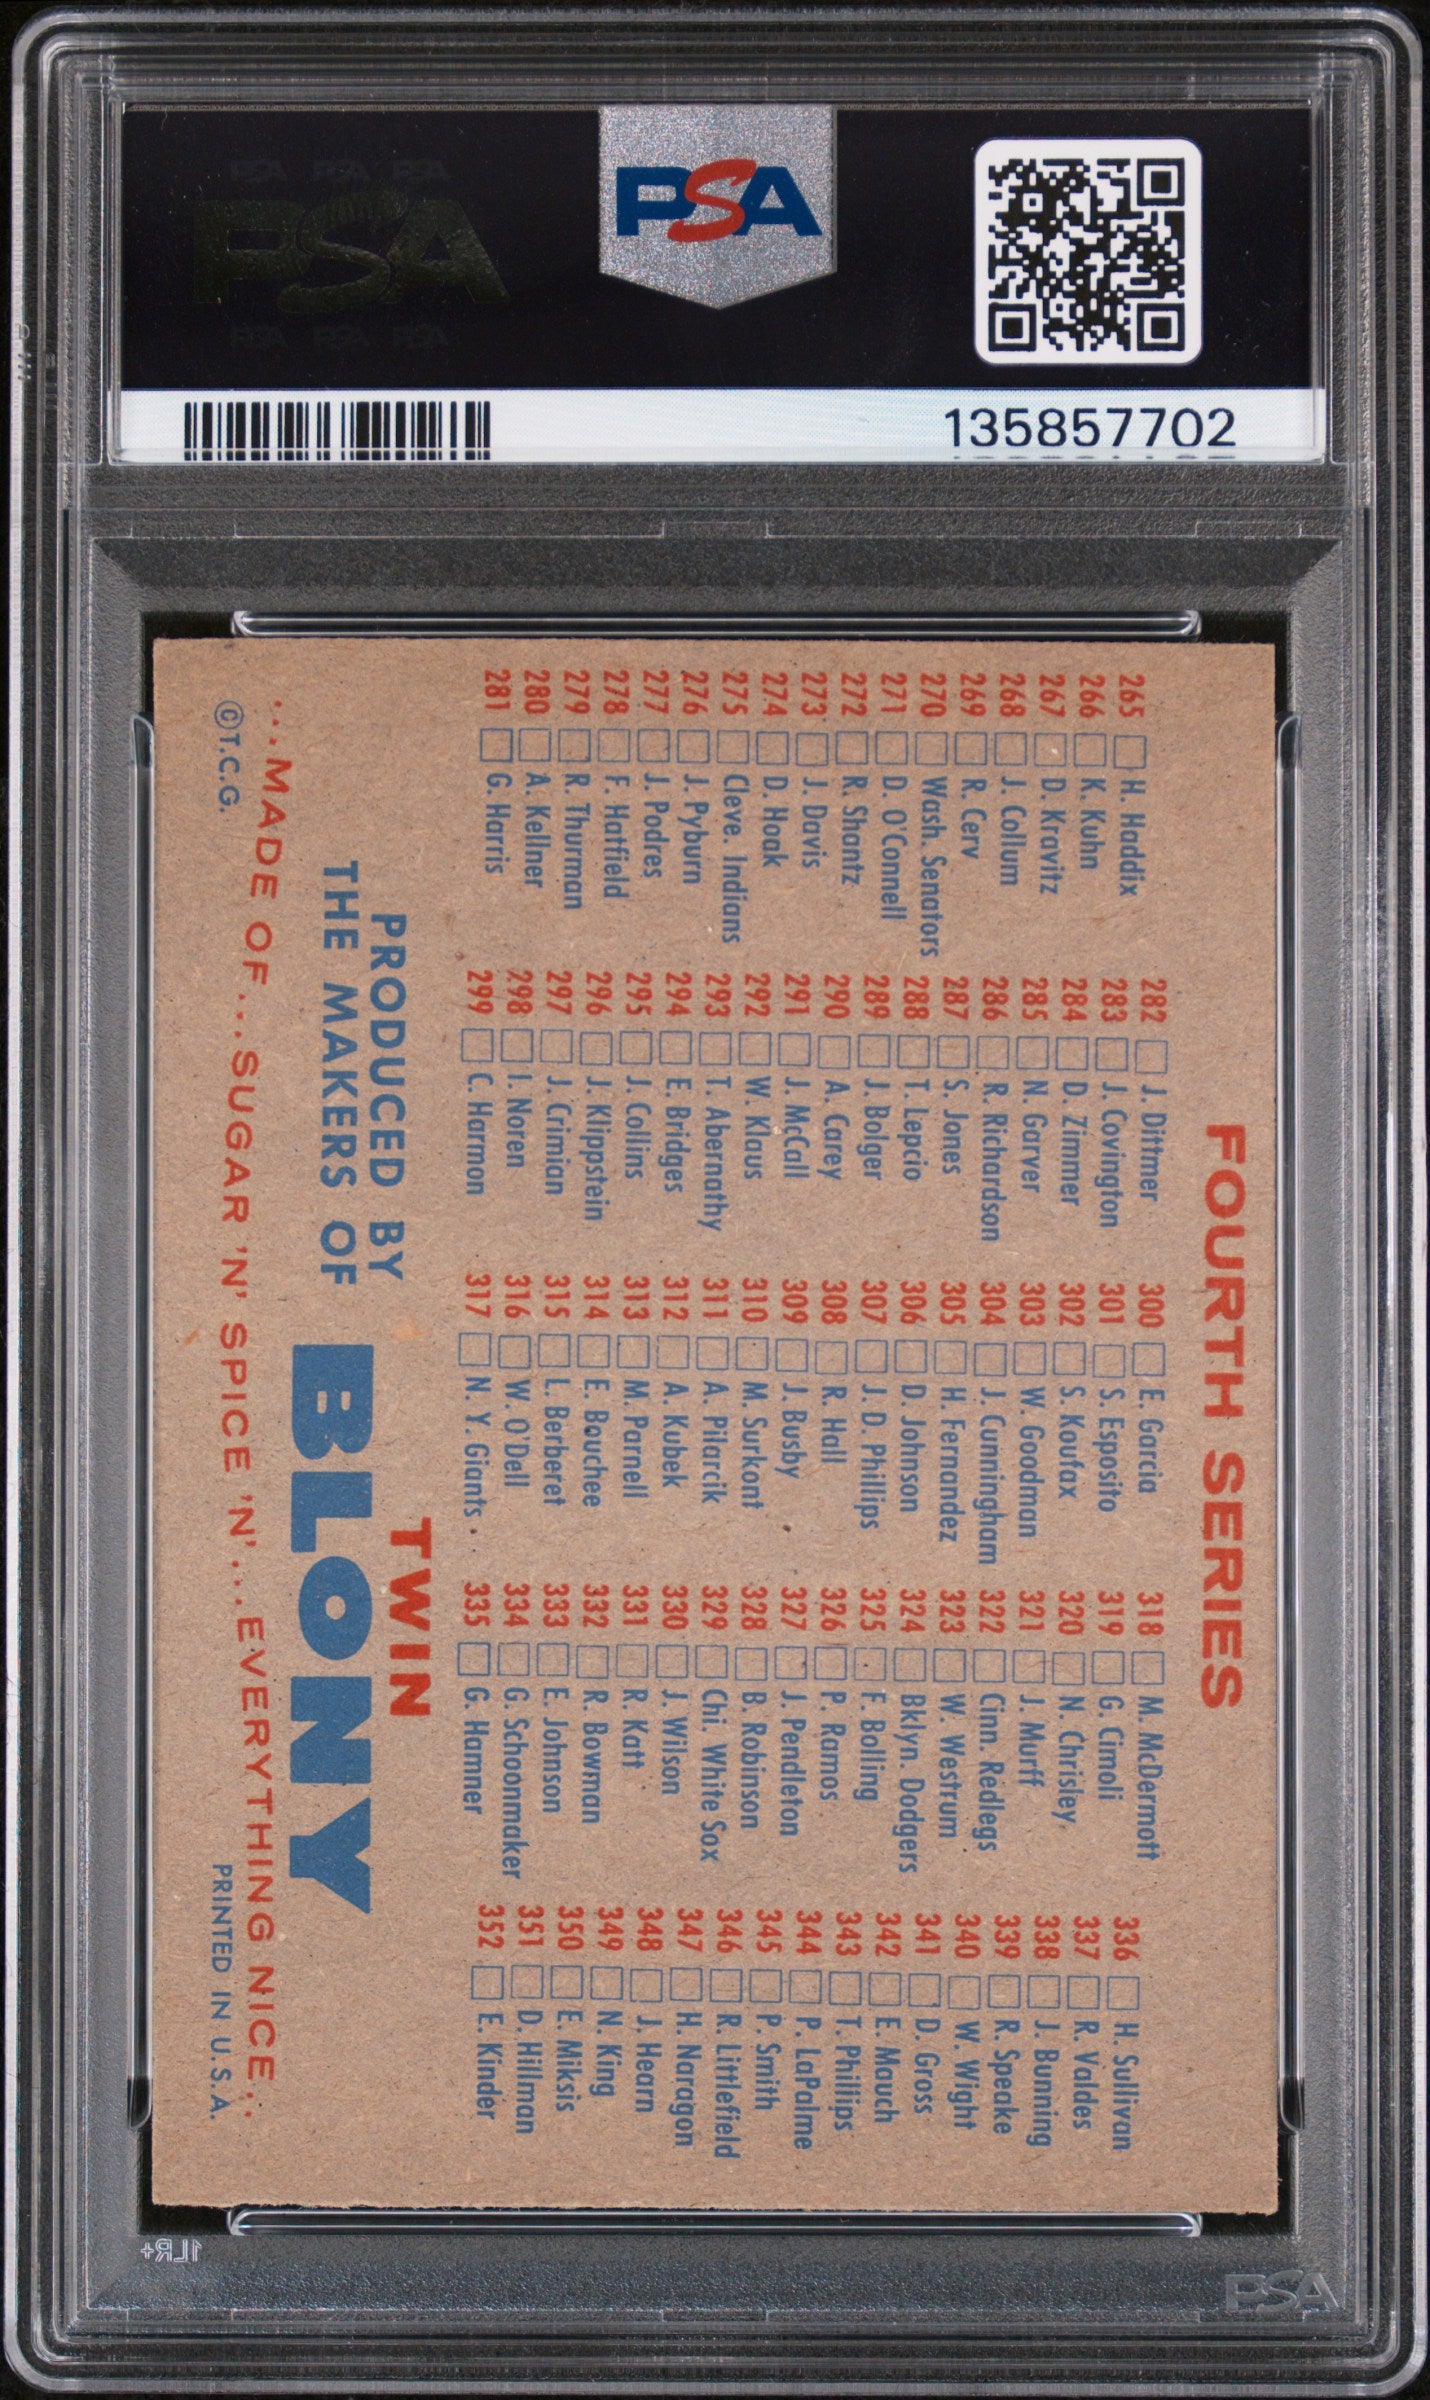 PSA
PSA PSA PSA
PSA
PSA PSA PSA
135857702
FOURTH SERIES
265 H. Haddix
266 K. Kuhn
267 D. Kravitz
268 J. Collum
269 R. Cerv
270 Wash. Senators
271 D. O'Connell
272 R. Shantz
273 J. Davis
274 D. Hoak
275 Cleve. Indians
276 J. Pyburn
277 J. Podres
278 F. Hatfield
279 R. Thurman
280 A. Kellner
281 G. Harris
282 J. Dittmer
283 J. Covington
284 D. Zimmer
285 N. Garver
286 R. Richardson
287 S. Jones
288 T. Lepcio
289 J. Bolger
290 A. Carey
291 J. McCall
292 W. Klaus
293 T. Abernathy
294 E. Bridges
295 J. Collins
296 J. Klippstein
297 J. Crimian
298 I. Noren
299 C. Harmon
300 E. Garcia
301 S. Esposito
302 S. Koufax
303 W. Goodman
304 J. Cunningham
305 H. Fernandez
306 D. Johnson
307 J. D. Phillips
308 R. Hall
309 J. Busby
310 M. Surkont
311 A. Pilarcik
312 A. Kubek
313 M. Parnell
314 E. Bouchee
315 L. Berberet
316 W. O'Dell
317 N. Y. Giants
318 M. McDermott
319 G. Cimoli
320 N. Chrisley
321 J. Murff
322 Cinn. Redlegs
323 W. Westrum
324 Bklyn. Dodgers
325 F. Bolling
326 P. Ramos
327 J. Pendleton
328 B. Robinson
329 Chi. White Sox
330 J. Wilson
331 R. Katt
332 R. Bowman
333 E. Johnson
334 G. Schoonmaker
335 G. Hamner
336 H. Sullivan
337 R. Valdes
338 J. Bunning
339 R. Speake
340 W. Wight
341 D. Gross
342 E. Mauch
343 T. Phillips
344 P. LaPalme
345 P. Smith
346 R. Littlefield
347 H. Naragon
348 J. Hearn
349 N. King
350 E. Miksis
351 D. Hillman
352 E. Kinder
PRODUCED BY
THE MAKERS OF
TWIN
BLONY
...MADE OF...SUGAR 'N' SPICE 'N'...EVERYTHING NICE..
©T.C.G.
PRINTED IN U.S.A.
1LR+
PSA